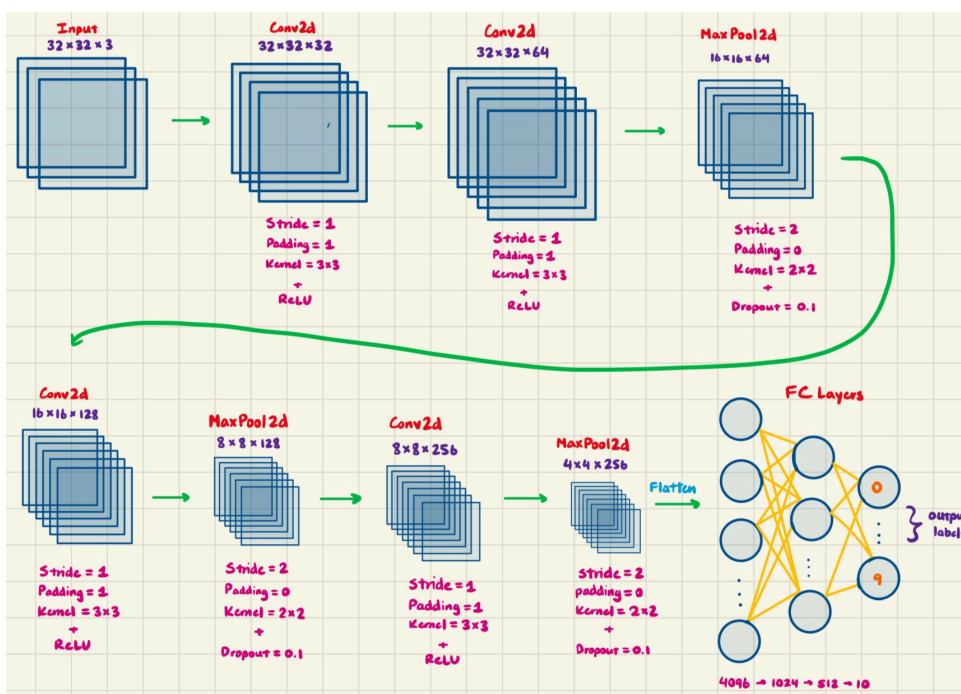 Input
32×32×3
Conv2d
32×32×32
Stride = 1
Padding = 1
Kernel = 3×3
+
ReLU
Conv2d
32×32×64
Stride = 1
Padding = 1
Kernel = 3×3
+
ReLU
MaxPool2d
16×16×64
Stride = 2
Padding = 0
Kernel = 2×2
+
Dropout = 0.1
Conv2d
16×16×128
Stride = 1
Padding = 1
Kernel = 3×3
+
ReLU
MaxPool2d
8×8×128
Stride = 2
Padding = 0
Kernel = 2×2
+
Dropout = 0.1
Conv2d
8×8×256
Stride = 1
Padding = 1
Kernel = 3×3
+
ReLU
MaxPool2d
4×4×256
Stride = 2
padding = 0
Kernel = 2×2
+
Dropout = 0.1
Flatten
FC Layers
0
9
output
label
4096 → 1024 → 512 → 10